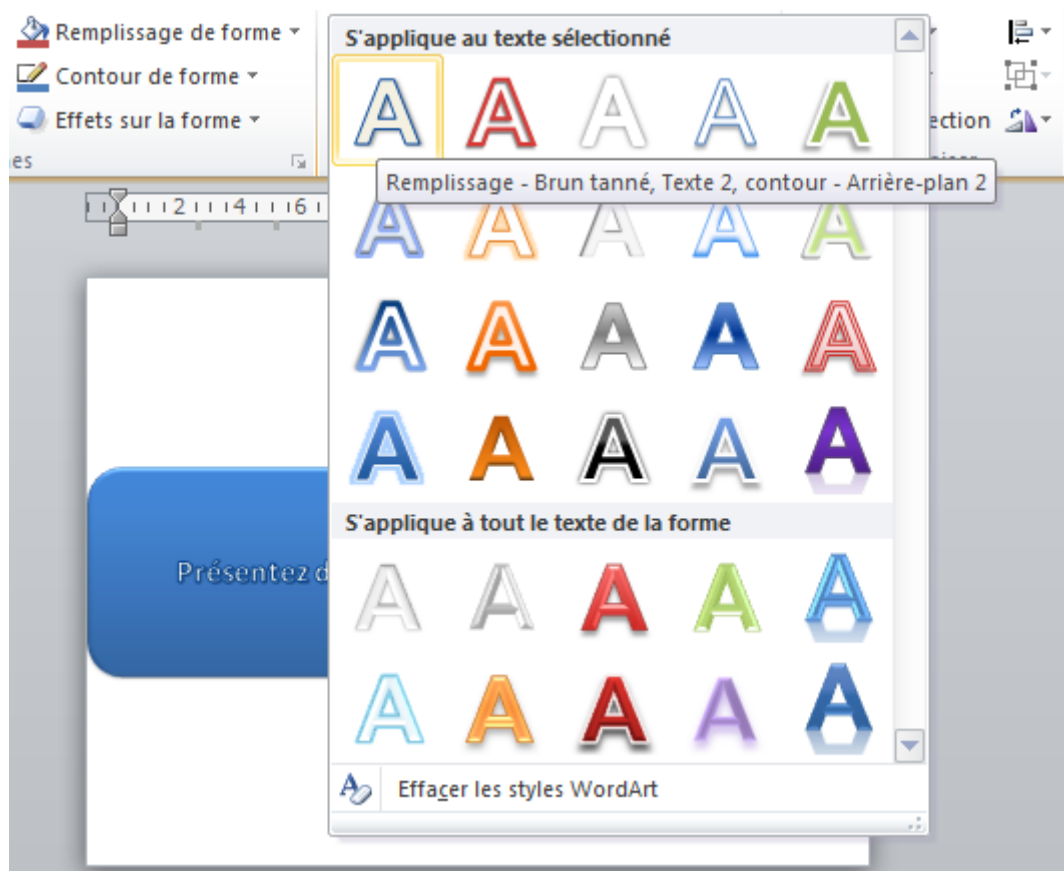 Remplissage de forme
Contour de forme
Effets sur la forme
es
S'applique au texte sélectionné
A A A A A
ection
Remplissage - Brun tanné, Texte 2, contour - Arrière-plan 2
2 4 6
A A A A A
A A A A A
A A A A A
Présentez d
S'applique à tout le texte de la forme
A A A A A
A A A A A
Effacer les styles WordArt